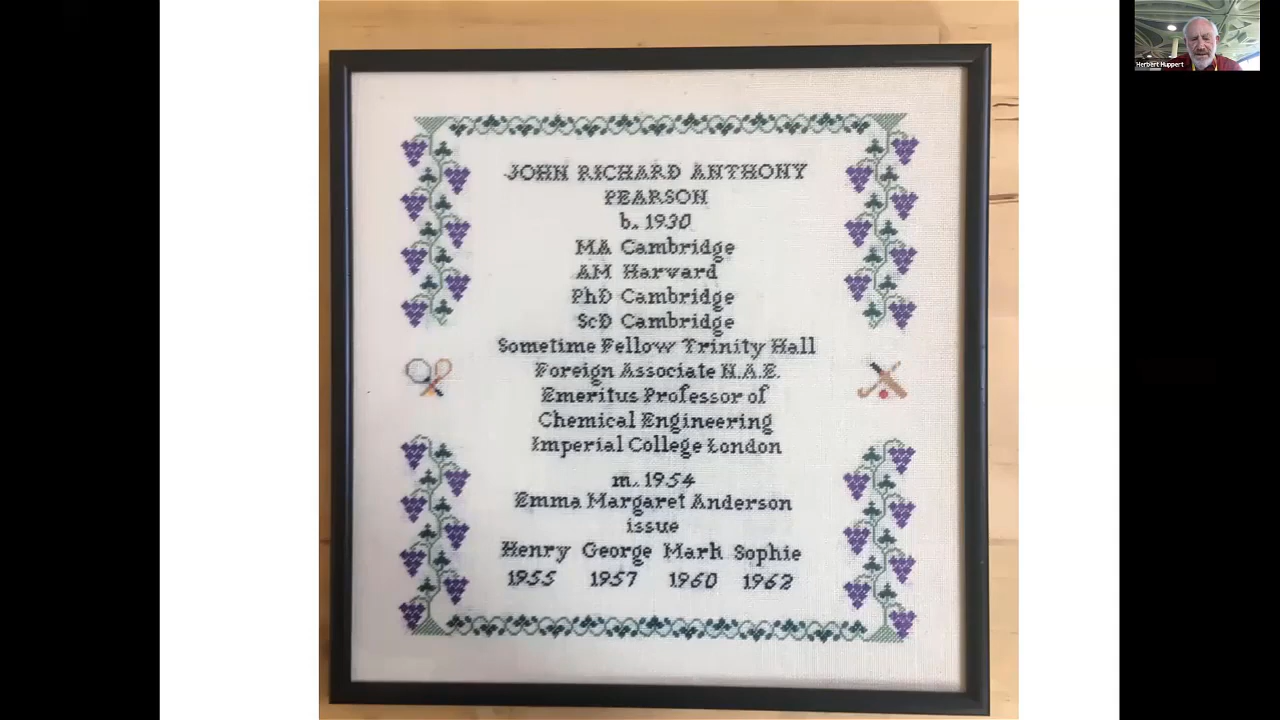 JOHN RICHARD ANTHONY
PEARSON
b. 1930
MA Cambridge
AM Harvard
PhD Cambridge
ScD Cambridge
Sometime Fellow Trinity Hall
Foreign Associate N.A.E.
Emeritus Professor of
Chemical Engineering
Imperial College London
m. 1954
Emma Margaret Anderson
issue
Henry George Mark Sophie
1955 1957 1960 1962
Herbert Huppert